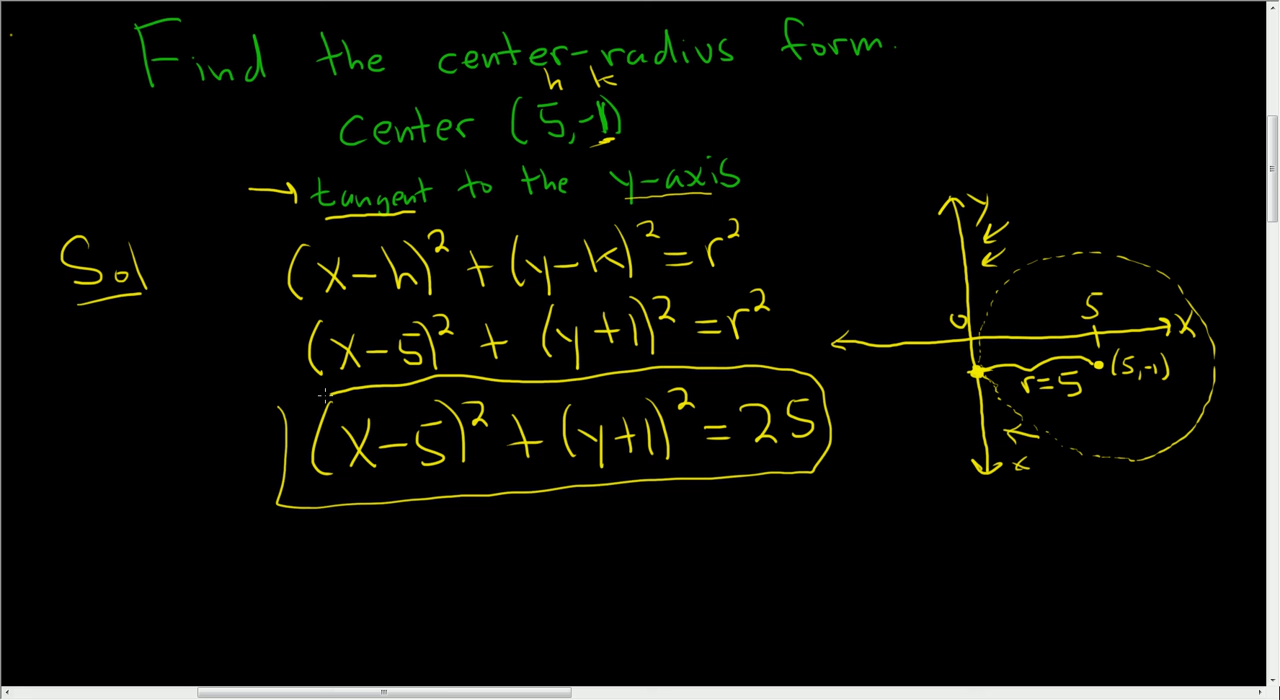 Find the center-radius form.
h k
Center (5,-1)
→ tangent to the y-axis
Sol
(x-h)² + (y-k)² = r²
(x-5)² + (y+1)² = r²
(x-5)² + (y+1)² = 25
y
0
5
x
r=5
(5,-1)